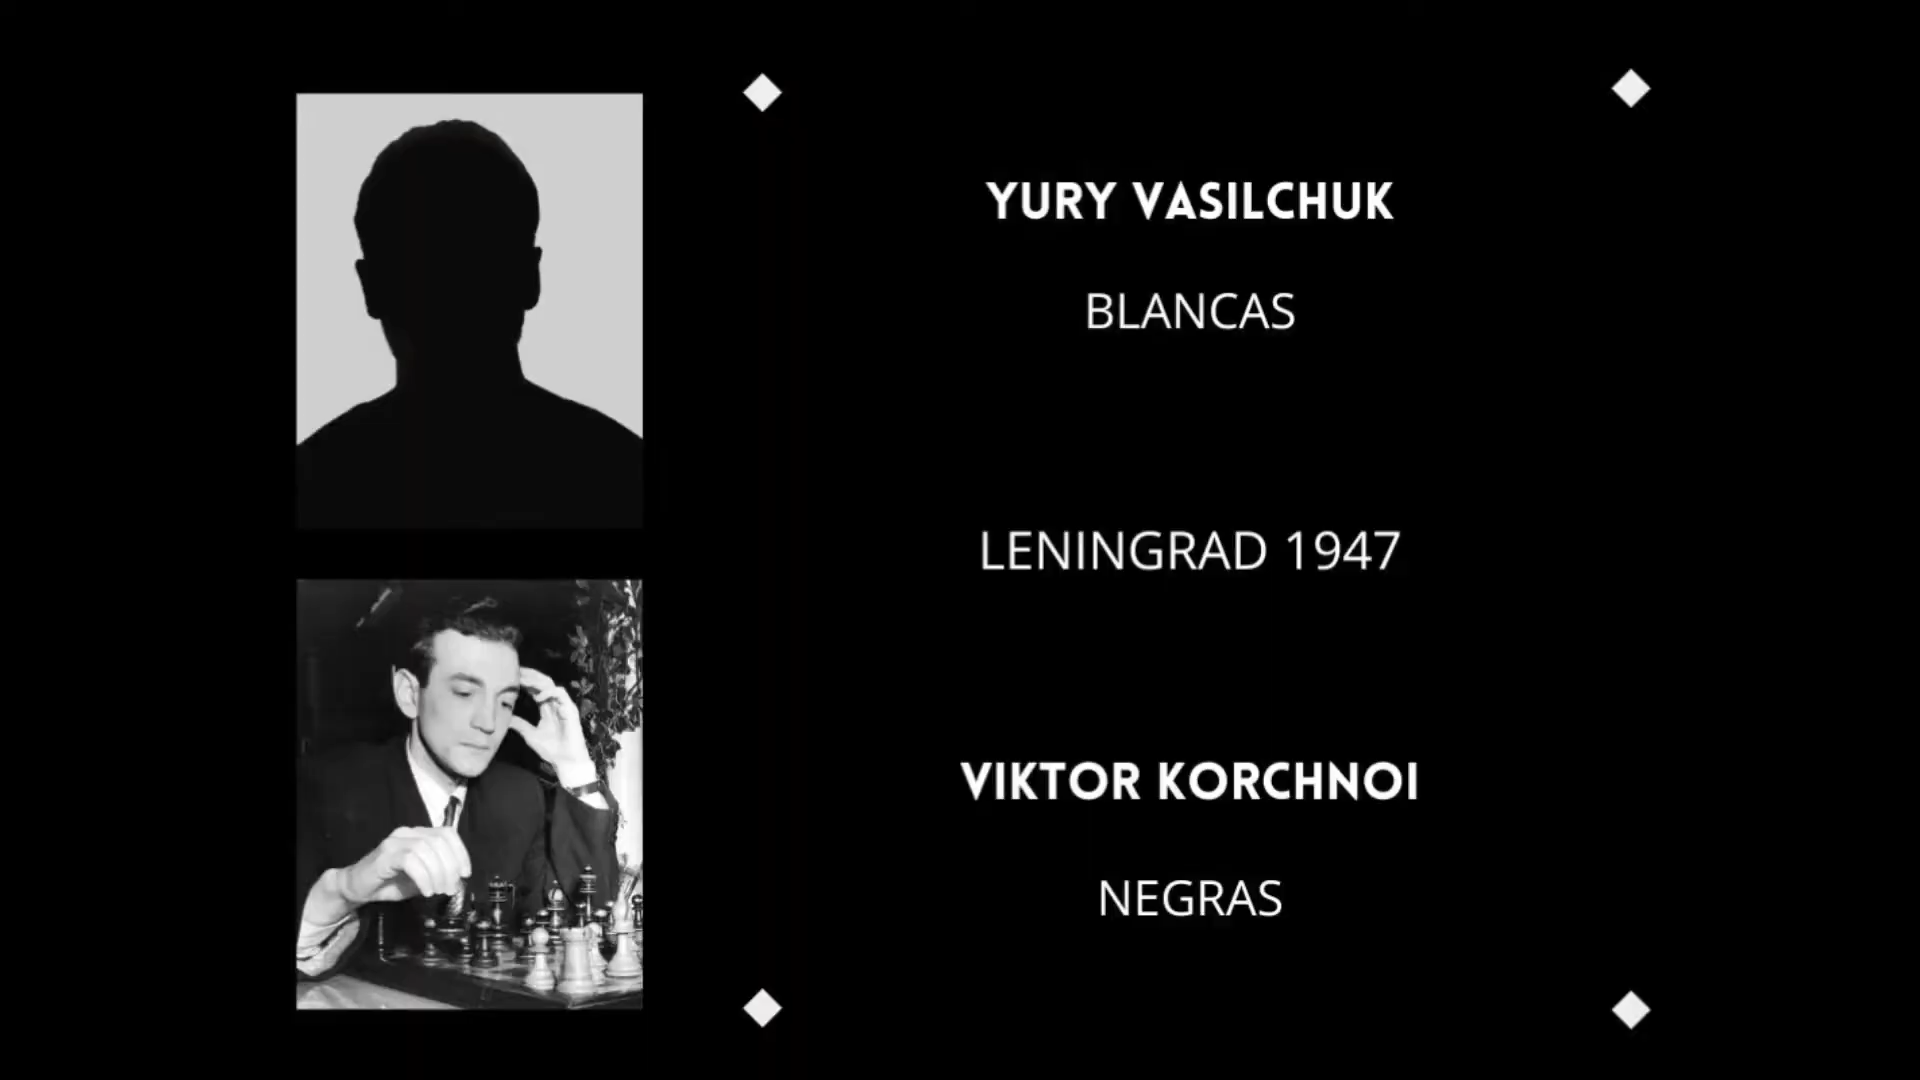 YURY VASILCHUK
BLANCAS
LENINGRAD 1947
VIKTOR KORCHNOI
NEGRAS